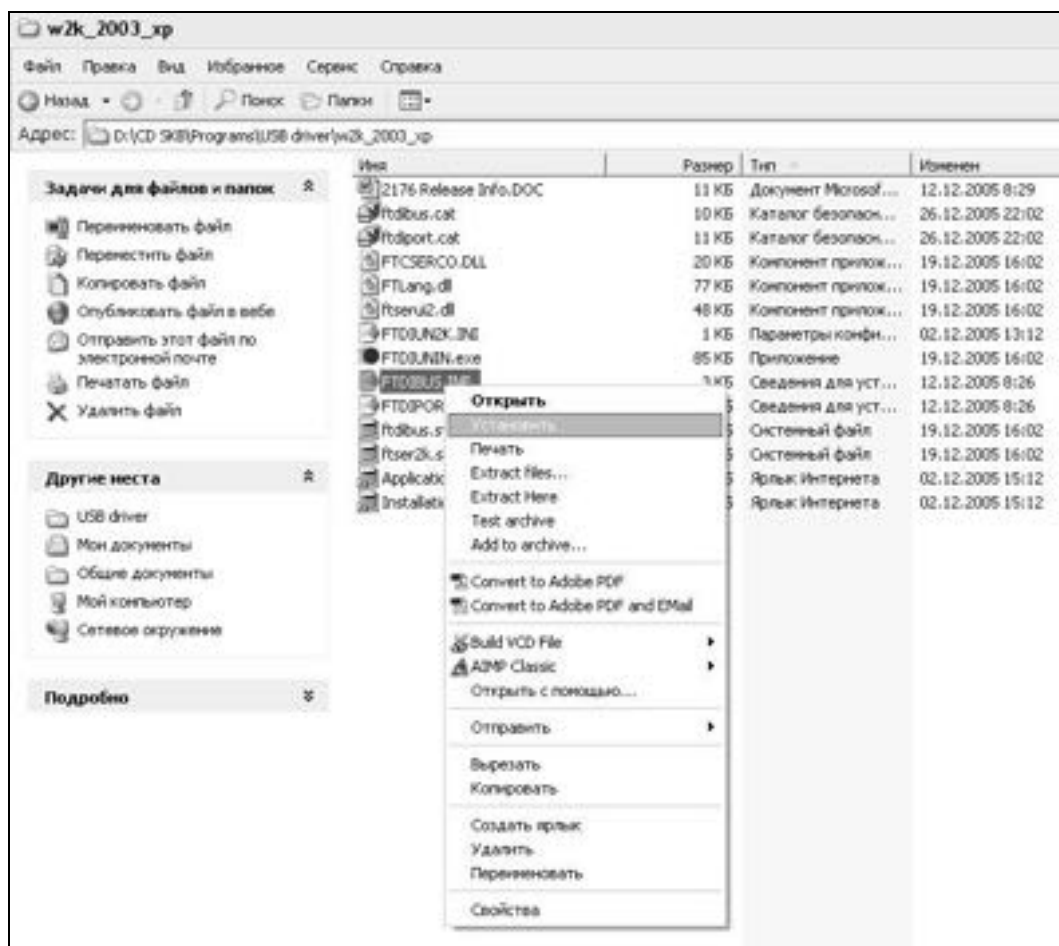 w2k_2003_xp
Файл Правка Вид Избранное Сервис Справка
Назад Поиск Папки
Адрес: D:\CD SKB\Programs\USB driver\w2k_2003_xp
Имя Размер Тип Изменен
Задачи для файлов и папок
Переименовать файл
Переместить файл
Копировать файл
Опубликовать файл в вебе
Отправить этот файл по
электронной почте
Печатать файл
Удалить файл
Другие места
USB driver
Мои документы
Общие документы
Мой компьютер
Сетевое окружение
Подробно
2176 Release Info.DOC 11 КБ Документ Microsof... 12.12.2005 8:29
ftdibus.cat 10 КБ Каталог безопасн... 26.12.2005 22:02
ftdiport.cat 11 КБ Каталог безопасн... 26.12.2005 22:02
FTCSERCO.DLL 20 КБ Компонент прилож... 19.12.2005 16:02
FTLang.dll 77 КБ Компонент прилож... 19.12.2005 16:02
ftserui2.dll 48 КБ Компонент прилож... 19.12.2005 16:02
FTDIUN2K.INI 1 КБ Параметры конфи... 02.12.2005 13:12
FTDIUNIN.exe 85 КБ Приложение 19.12.2005 16:02
FTDIBUS.INF 3 КБ Сведения для уст... 12.12.2005 8:26
FTDIPOR Б Сведения для уст... 12.12.2005 8:26
ftdibus.s Б Системный файл 19.12.2005 16:02
ftser2k.s Б Системный файл 19.12.2005 16:02
Applicatic Б Ярлык Интернета 02.12.2005 15:12
Installatio Б Ярлык Интернета 02.12.2005 15:12
Открыть
Установить
Печать
Extract files...
Extract Here
Test archive
Add to archive...
Convert to Adobe PDF
Convert to Adobe PDF and EMail
Build VCD File
AIMP Classic
Открыть с помощью...
Отправить
Вырезать
Копировать
Создать ярлык
Удалить
Переименовать
Свойства